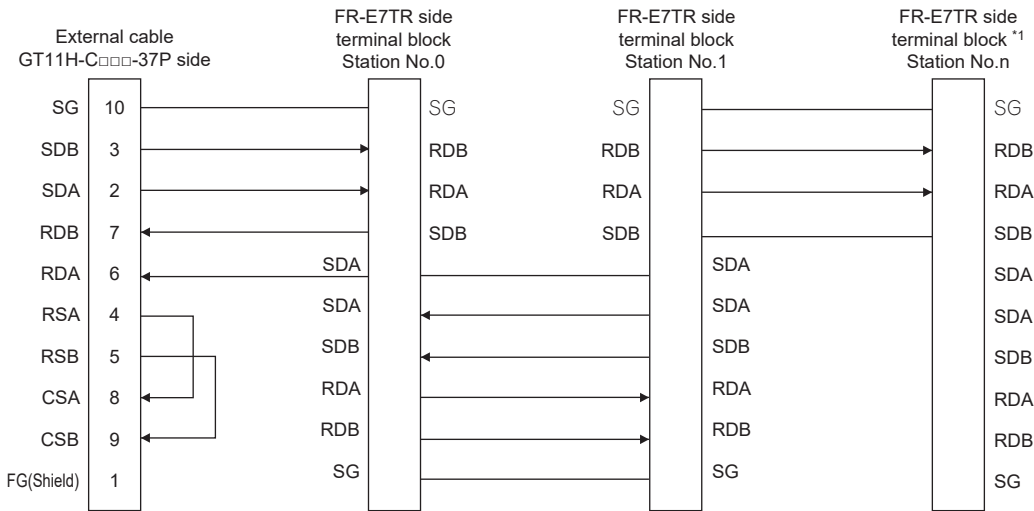 External cable
GT11H-C□□□-37P side
FR-E7TR side
terminal block
Station No.0
FR-E7TR side
terminal block
Station No.1
FR-E7TR side
terminal block *1
Station No.n
SG 10 SG SG SG
SDB 3 RDB RDB RDB
SDA 2 RDA RDA RDA
RDB 7 SDB SDB SDB
RDA 6 SDA SDA SDA
RSA 4 SDA SDA SDA
RSB 5 SDB SDB SDB
CSA 8 RDA RDA RDA
CSB 9 RDB RDB RDB
FG(Shield) 1 SG SG SG